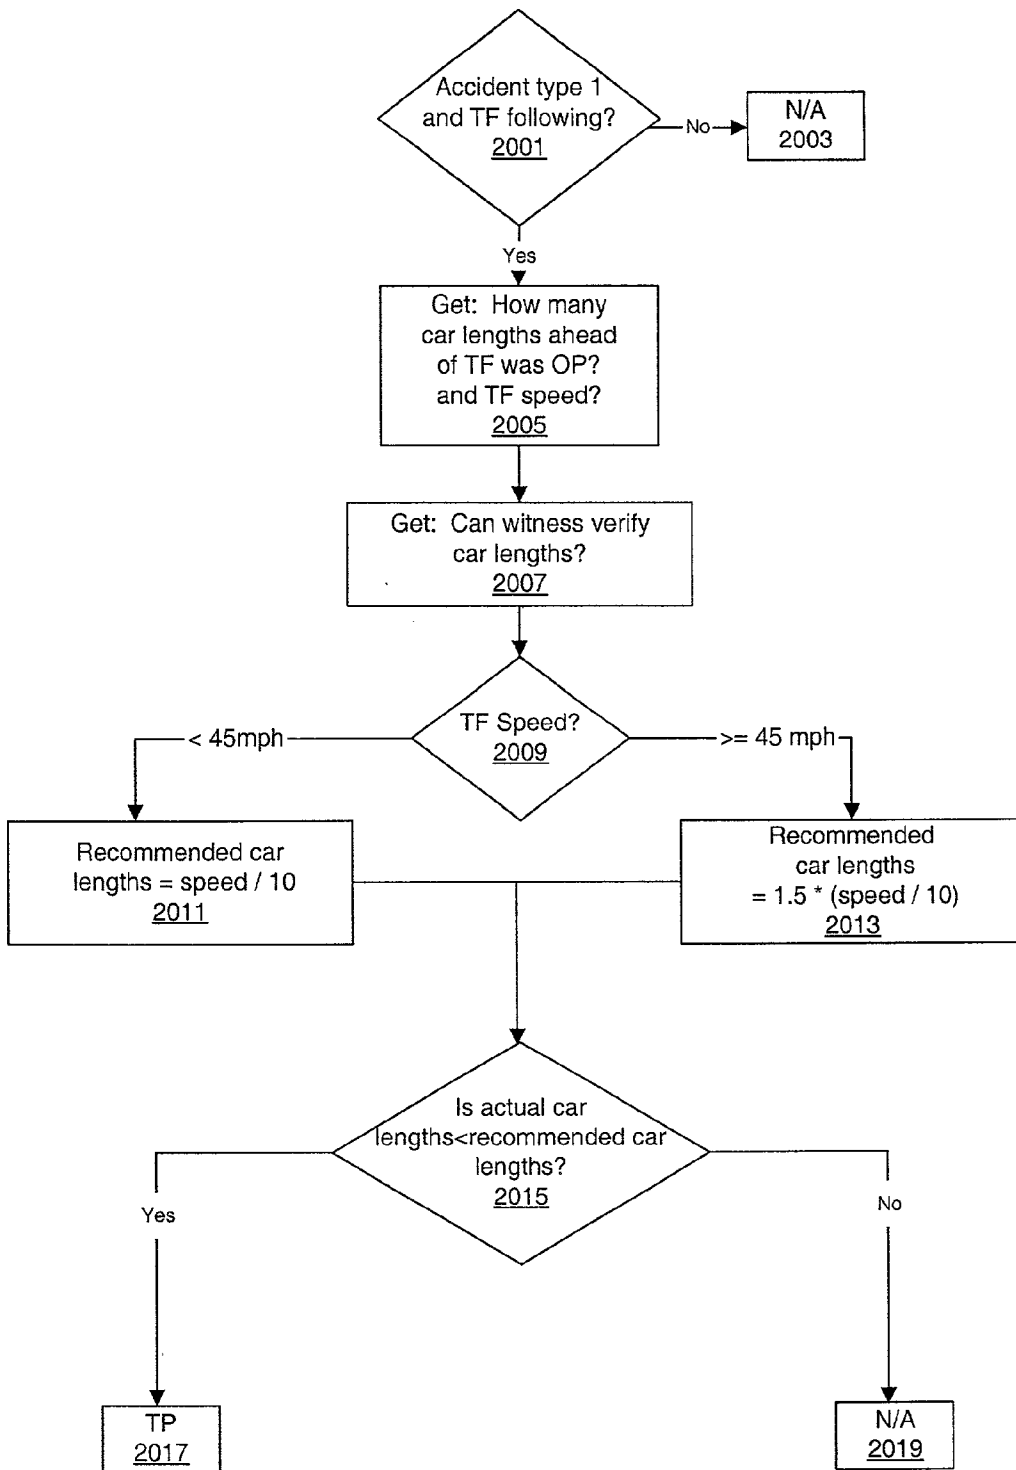 Accident type 1
and TF following?
2001
No
N/A
2003
Yes
Get: How many
car lengths ahead
of TF was OP?
and TF speed?
2005
Get: Can witness verify
car lengths?
2007
TF Speed?
2009
< 45mph
>= 45 mph
Recommended car
lengths = speed / 10
2011
Recommended
car lengths
= 1.5 * (speed / 10)
2013
Is actual car
lengths<recommended car
lengths?
2015
Yes
No
TP
2017
N/A
2019